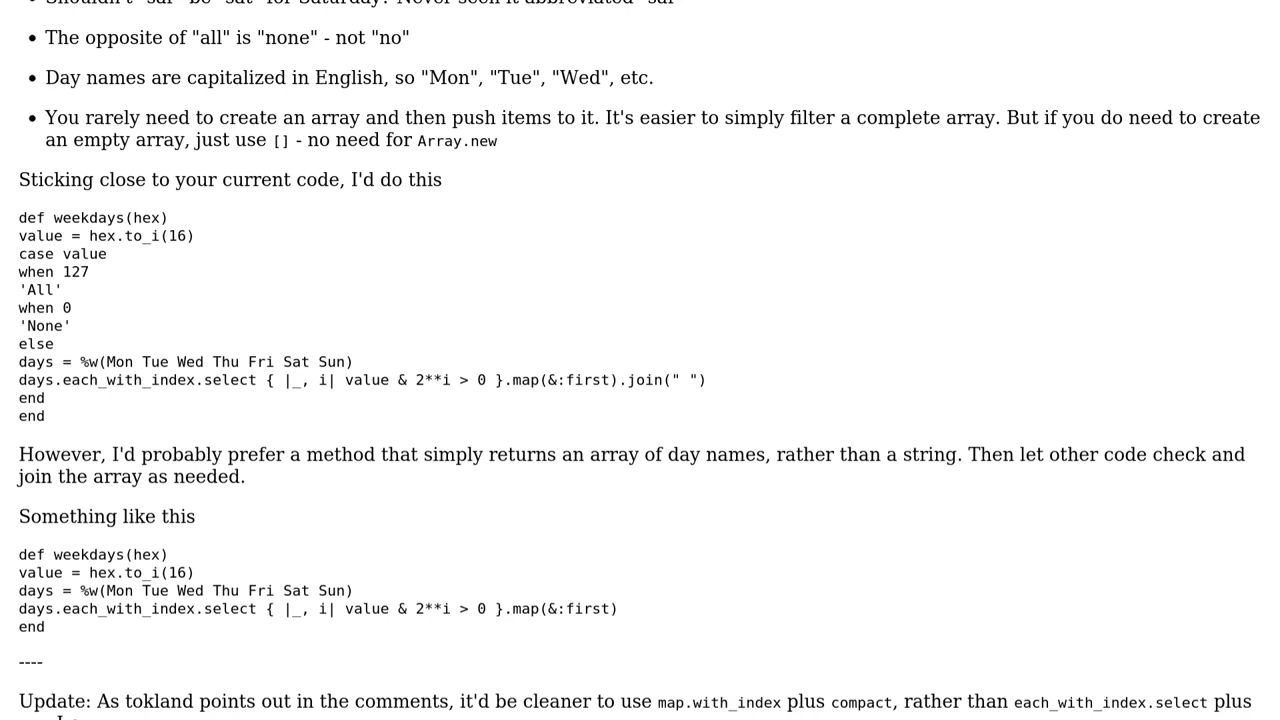 The opposite of "all" is "none" - not "no"
Day names are capitalized in English, so "Mon", "Tue", "Wed", etc.
You rarely need to create an array and then push items to it. It's easier to simply filter a complete array. But if you do need to create
an empty array, just use [] - no need for Array.new
Sticking close to your current code, I'd do this
def weekdays(hex)
value = hex.to_i(16)
case value
when 127
'All'
when 0
'None'
else
days = %w(Mon Tue Wed Thu Fri Sat Sun)
days.each_with_index.select { |_, i| value & 2**i > 0 }.map(&:first).join(" ")
end
end
However, I'd probably prefer a method that simply returns an array of day names, rather than a string. Then let other code check and
join the array as needed.
Something like this
def weekdays(hex)
value = hex.to_i(16)
days = %w(Mon Tue Wed Thu Fri Sat Sun)
days.each_with_index.select { |_, i| value & 2**i > 0 }.map(&:first)
end
----
Update: As tokland points out in the comments, it'd be cleaner to use map.with_index plus compact, rather than each_with_index.select plus